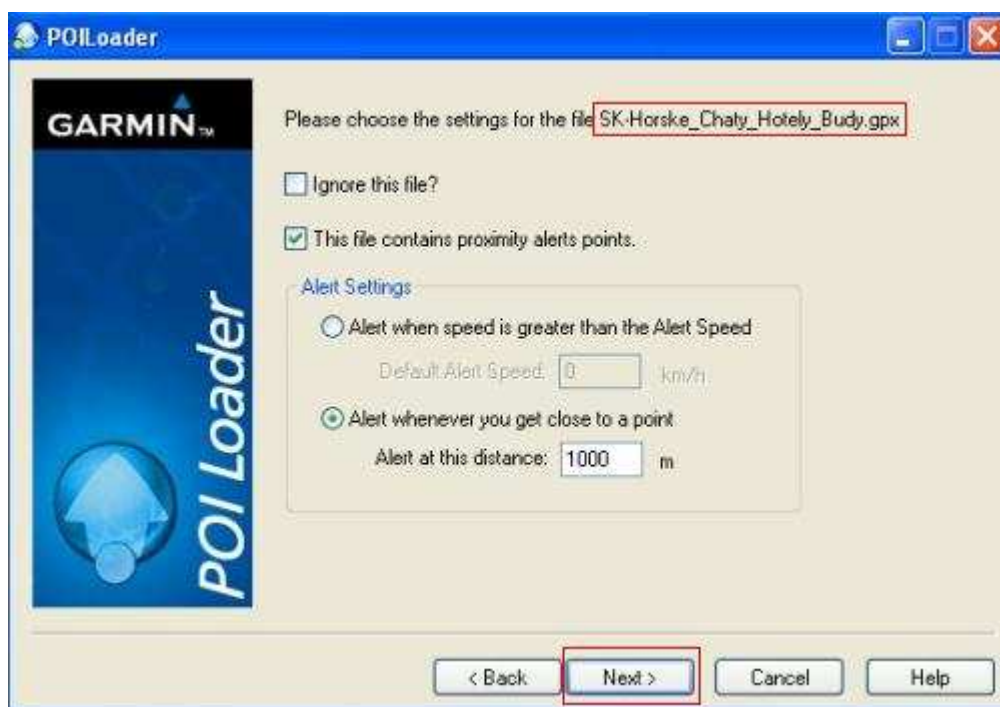 POILoader
GARMIN™
POI Loader
Please choose the settings for the file SK-Horske_Chaty_Hotely_Budy.gpx
Ignore this file?
This file contains proximity alerts points.
Alert Settings
Alert when speed is greater than the Alert Speed
Default Alert Speed: 0 km/h
Alert whenever you get close to a point
Alert at this distance: 1000 m
< Back
Next >
Cancel
Help